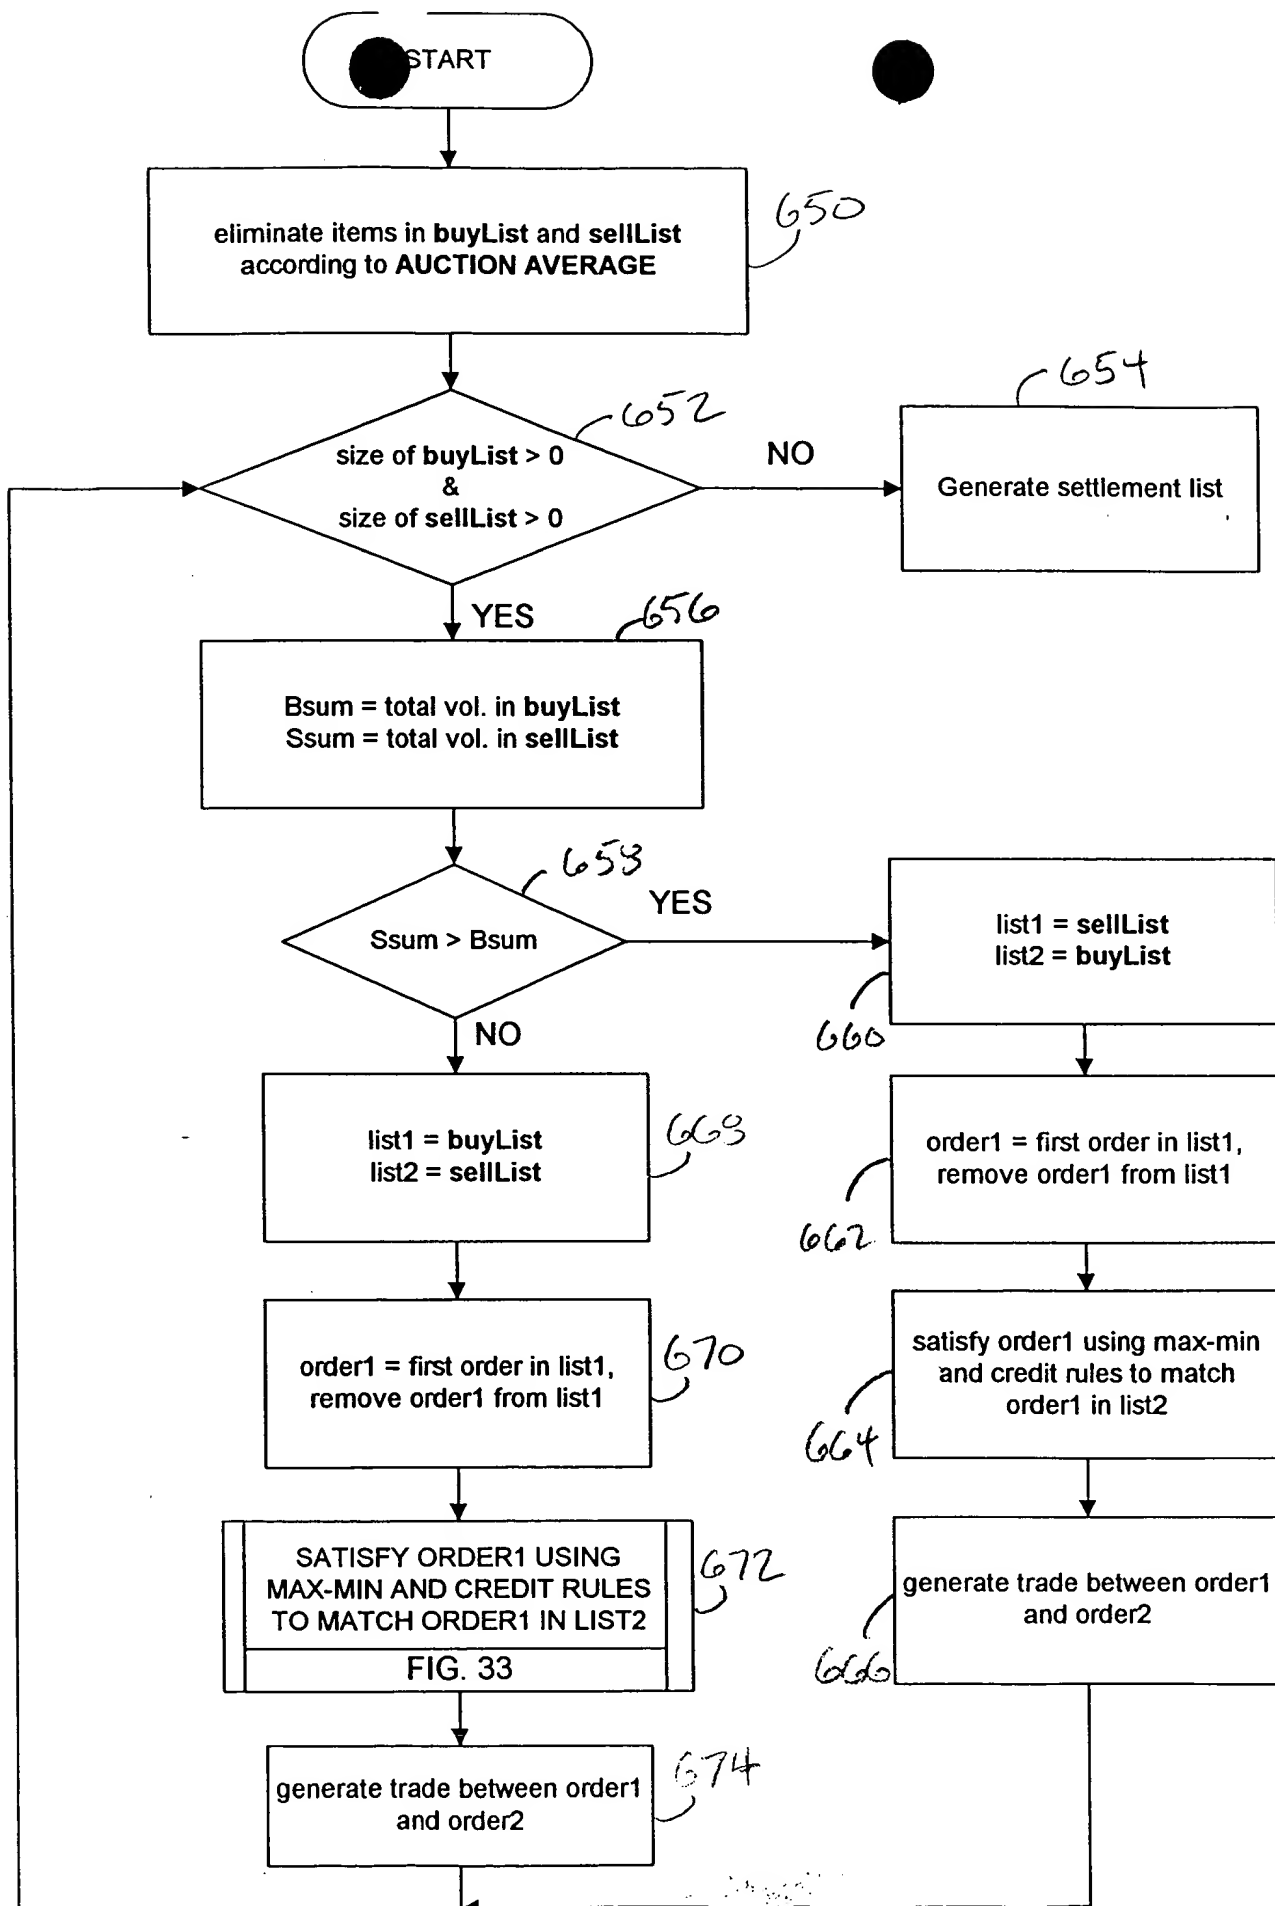 START
650
eliminate items in buyList and sellList
according to AUCTION AVERAGE
652
654
size of buyList > 0
&
size of sellList > 0
NO
Generate settlement list
YES
656
Bsum = total vol. in buyList
Ssum = total vol. in sellList
658
YES
Ssum > Bsum
list1 = sellList
list2 = buyList
660
NO
list1 = buyList
list2 = sellList
668
order1 = first order in list1,
remove order1 from list1
662
order1 = first order in list1,
remove order1 from list1
670
satisfy order1 using max-min
and credit rules to match
order1 in list2
664
SATISFY ORDER1 USING
MAX-MIN AND CREDIT RULES
TO MATCH ORDER1 IN LIST2
FIG. 33
672
generate trade between order1
and order2
666
generate trade between order1
and order2
674